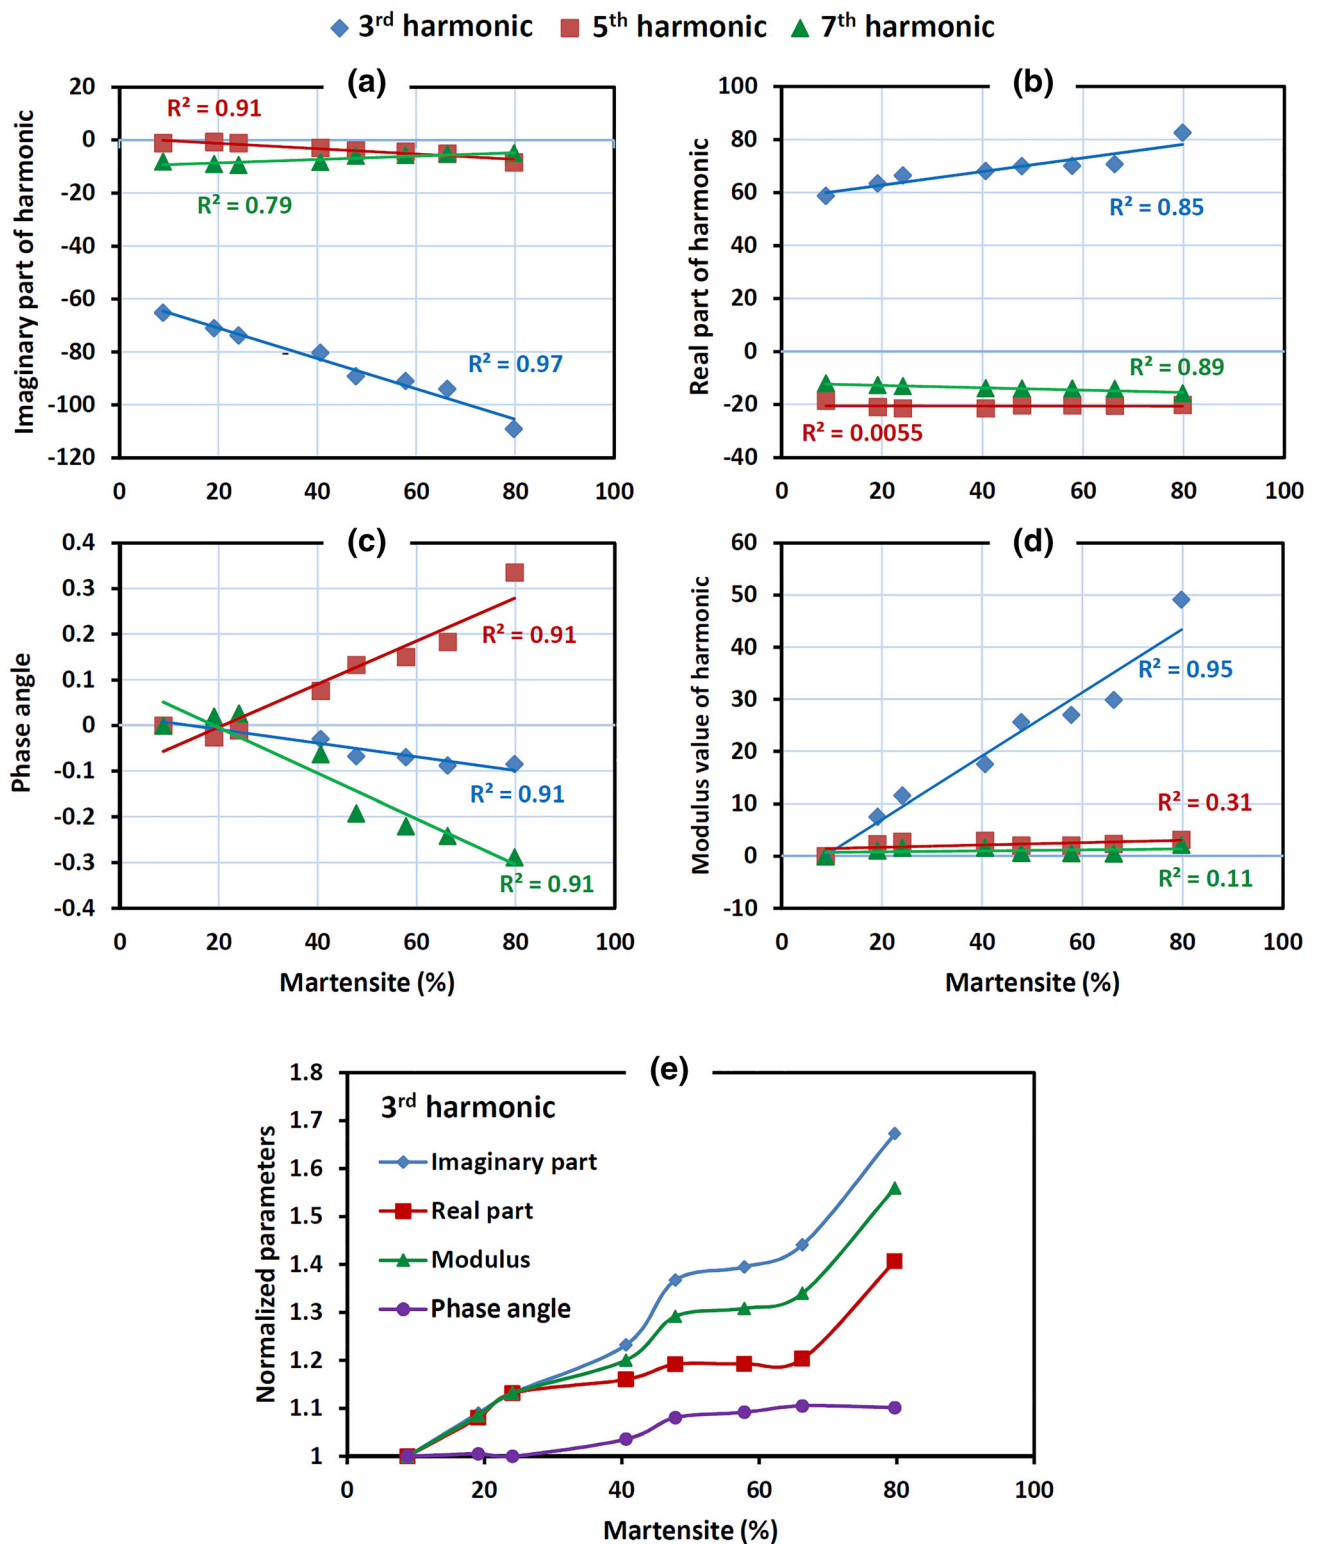 3rd harmonic 5th harmonic 7th harmonic
(a)
Imaginary part of harmonic
20
0
-20
-40
-60
-80
-100
-120
R² = 0.91
R² = 0.79
R² = 0.97
0 20 40 60 80 100
(b)
Real part of harmonic
100
80
60
40
20
0
-20
-40
R² = 0.85
R² = 0.89
R² = 0.0055
0 20 40 60 80 100
(c)
Phase angle
0.4
0.3
0.2
0.1
0
-0.1
-0.2
-0.3
-0.4
R² = 0.91
R² = 0.91
R² = 0.91
0 20 40 60 80 100
Martensite (%)
(d)
Modulus value of harmonic
60
50
40
30
20
10
0
-10
R² = 0.95
R² = 0.31
R² = 0.11
0 20 40 60 80 100
Martensite (%)
(e)
Normalized parameters
1.8
1.7
1.6
1.5
1.4
1.3
1.2
1.1
1
3rd harmonic
Imaginary part
Real part
Modulus
Phase angle
0 20 40 60 80 100
Martensite (%)